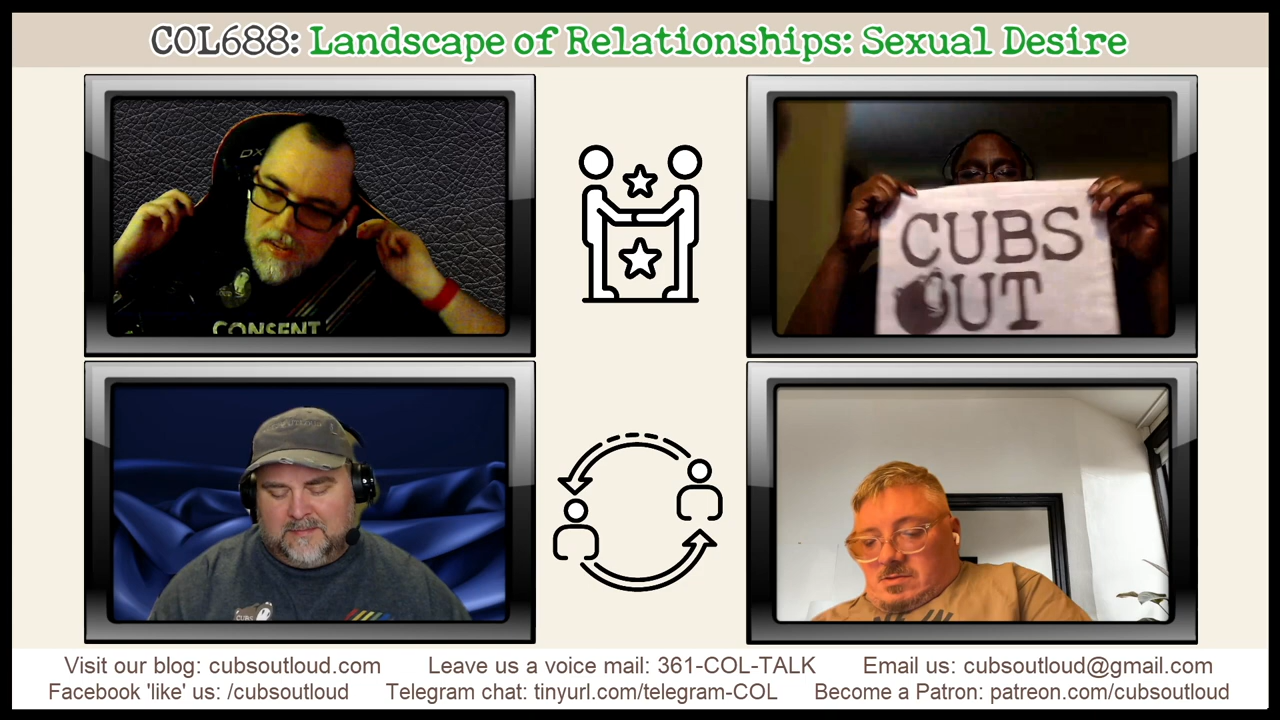 COL688: Landscape of Relationships: Sexual Desire
DX
CONSENT
CUBS
OUT
CUBS
Visit our blog: cubsoutloud.com Leave us a voice mail: 361-COL-TALK Email us: cubsoutloud@gmail.com
Facebook 'like' us: /cubsoutloud Telegram chat: tinyurl.com/telegram-COL Become a Patron: patreon.com/cubsoutloud